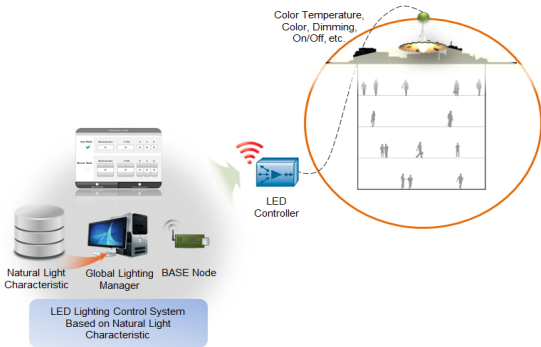 Color Temperature,
Color, Dimming,
On/Off, etc.
LED
Controller
Natural Light
Characteristic
Global Lighting
Manager
BASE Node
LED Lighting Control System
Based on Natural Light
Characteristic